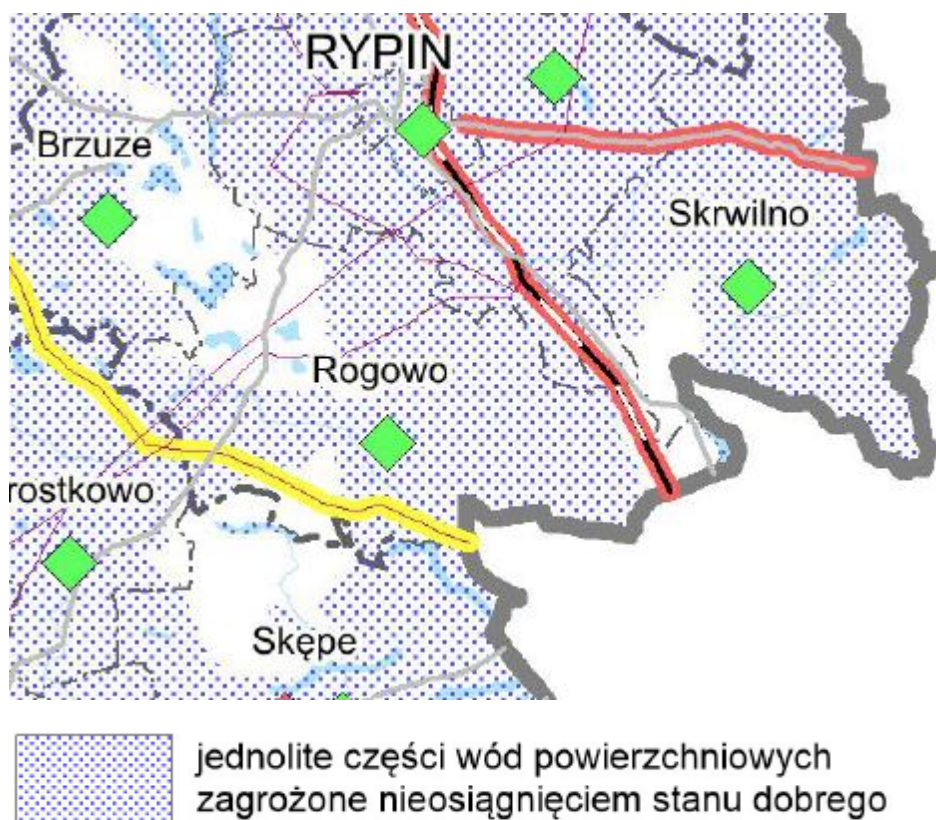 RYPIN
Brzuze
Skrwilno
Rogowo
rostkowo
Skępe
jednolite części wód powierzchniowych
zagrożone nieosiągnięciem stanu dobrego